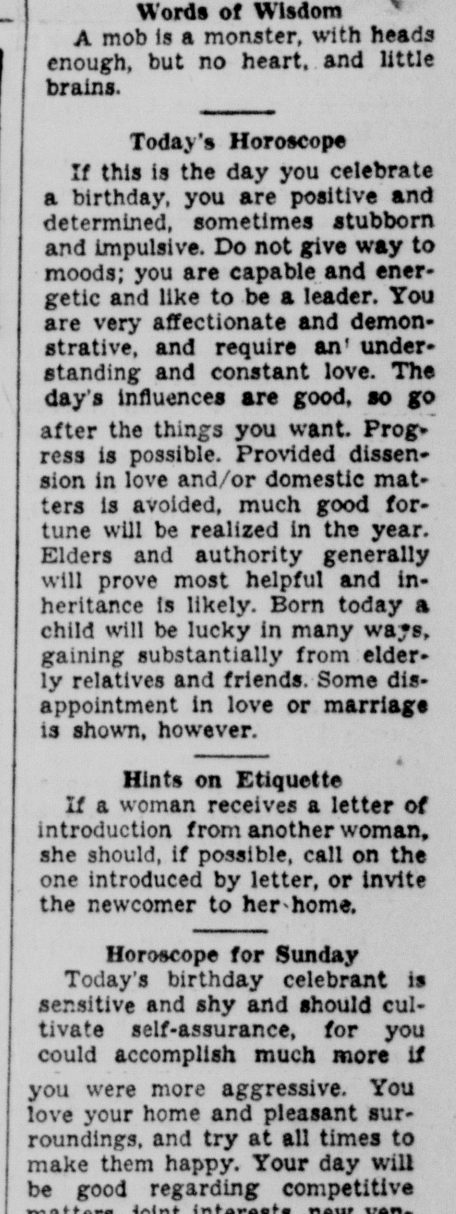 Words of Wisdom
A mob is a monster, with heads
enough, but no heart, and little
brains.
Today's Horoscope
If this is the day you celebrate
a birthday, you are positive and
determined, sometimes stubborn
and impulsive. Do not give way to
moods; you are capable and ener-
getic and like to be a leader. You
are very affectionate and demon-
strative, and require an' under-
standing and constant love. The
day's influences are good, so go
after the things you want. Prog-
ress is possible. Provided dissen-
sion in love and/or domestic mat-
ters is avoided, much good for-
tune will be realized in the year.
Elders and authority generally
will prove most helpful and in-
heritance is likely. Born today a
child will be lucky in many ways,
gaining substantially from elder-
ly relatives and friends. Some dis-
appointment in love or marriage
is shown, however.
Hints on Etiquette
If a woman receives a letter of
introduction from another woman,
she should, if possible, call on the
one introduced by letter, or invite
the newcomer to her home.
Horoscope for Sunday
Today's birthday celebrant is
sensitive and shy and should cul-
tivate self-assurance, for you
could accomplish much more if
you were more aggressive. You
love your home and pleasant sur-
roundings, and try at all times to
make them happy. Your day will
be good regarding competitive
matters, joint interests, new ven-